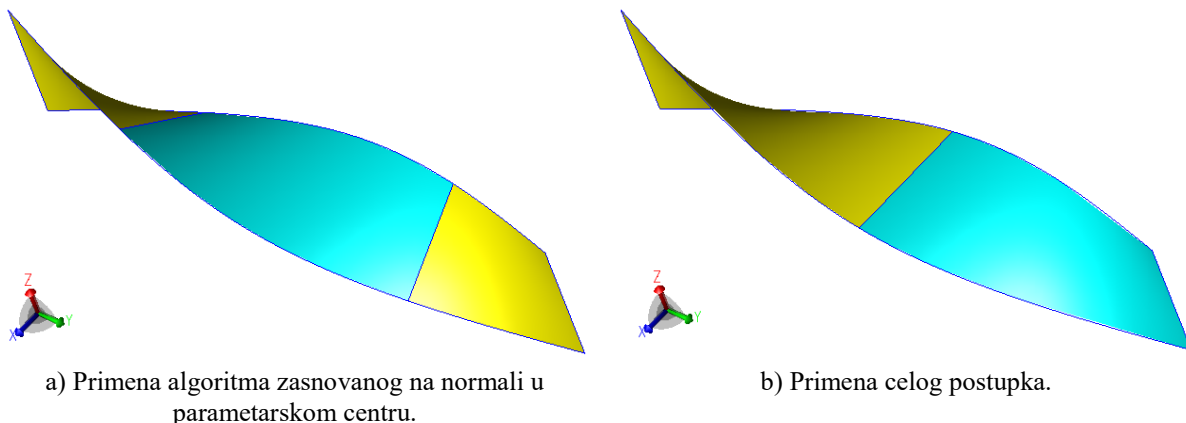 Z
X
Y
Z
X
Y
a) Primena algoritma zasnovanog na normali u
parametarskom centru.
b) Primena celog postupka.